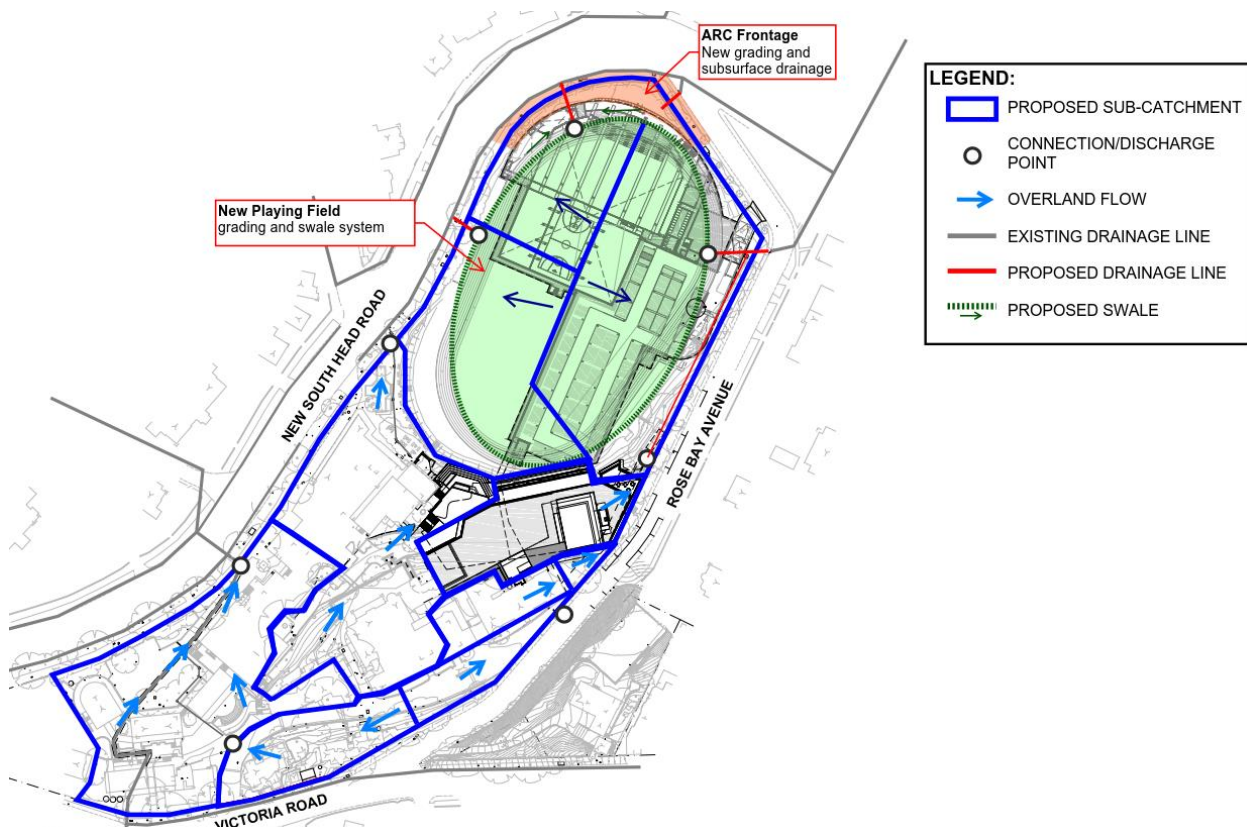 ARC Frontage
New grading and
subsurface drainage
New Playing Field
grading and swale system
NEW SOUTH HEAD ROAD
ROSE BAY AVENUE
VICTORIA ROAD
LEGEND:
PROPOSED SUB-CATCHMENT
CONNECTION/DISCHARGE
POINT
OVERLAND FLOW
EXISTING DRAINAGE LINE
PROPOSED DRAINAGE LINE
PROPOSED SWALE